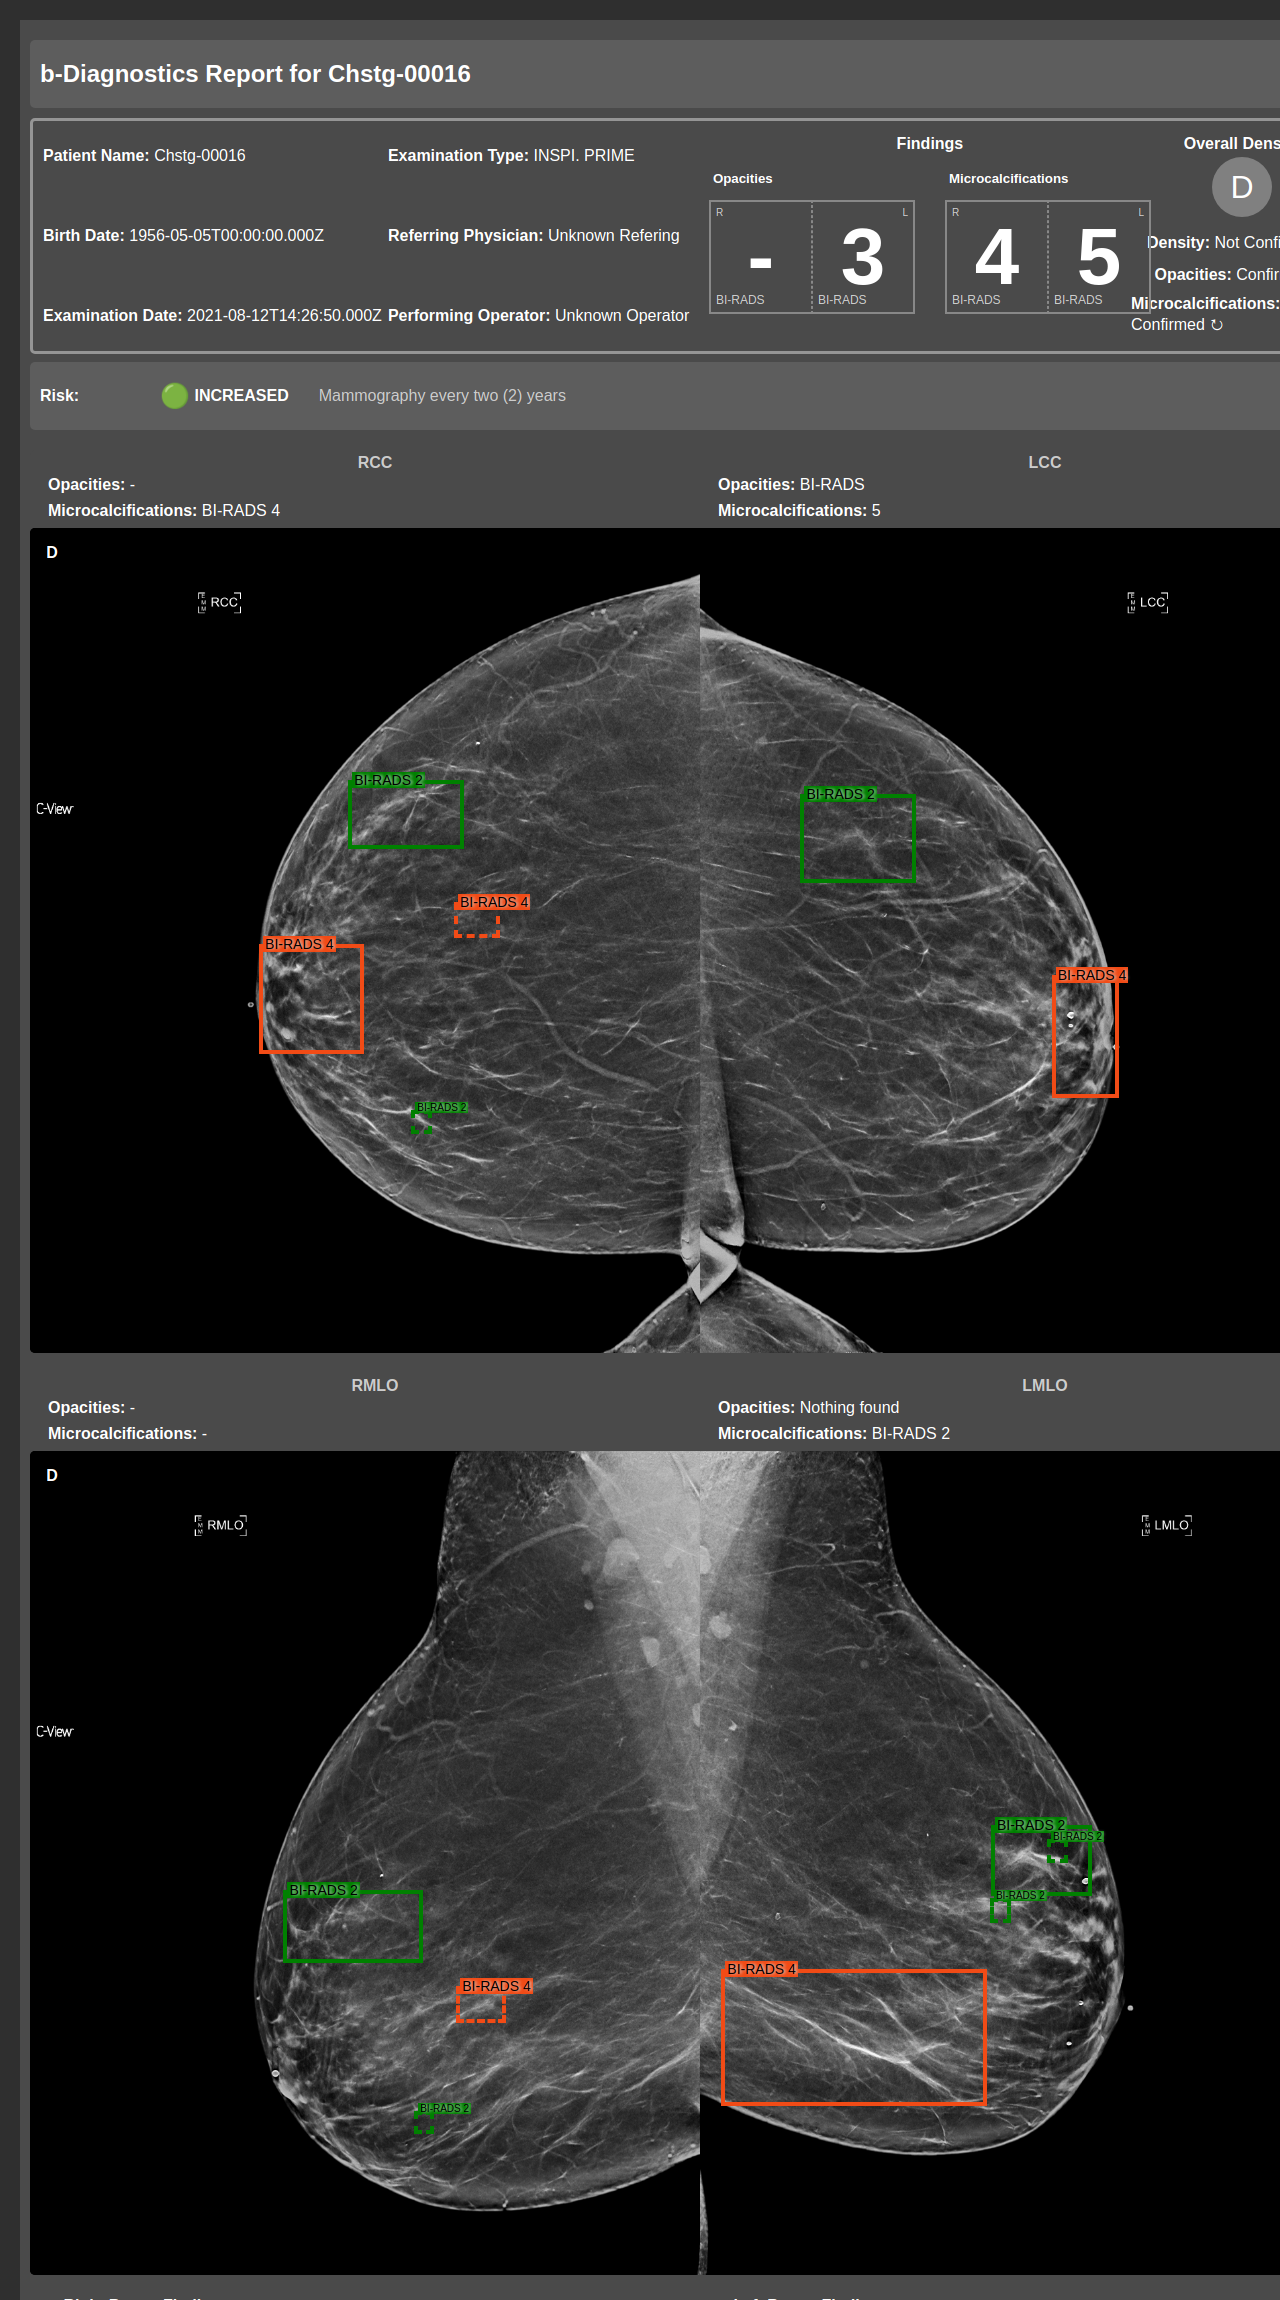 b-Diagnostics Report for Chstg-00016
Patient Name: Chstg-00016
Examination Type: INSPI. PRIME
Findings
Overall Dens
Opacities
Microcalcifications
D
R
L
R
L
Birth Date: 1956-05-05T00:00:00.000Z
Referring Physician: Unknown Refering
-
3
4
5
Density: Not Confi
Opacities: Confir
BI-RADS
BI-RADS
BI-RADS
BI-RADS
Microcalcifications:
Confirmed ↻
Examination Date: 2021-08-12T14:26:50.000Z
Performing Operator: Unknown Operator
Risk:
INCREASED
Mammography every two (2) years
RCC
Opacities: -
Microcalcifications: BI-RADS 4
LCC
Opacities: BI-RADS
Microcalcifications: 5
D
RCC
LCC
C-View
BI-RADS 2
BI-RADS 2
BI-RADS 4
BI-RADS 4
BI-RADS 4
BI-RADS 2
RMLO
Opacities: -
Microcalcifications: -
LMLO
Opacities: Nothing found
Microcalcifications: BI-RADS 2
D
RMLO
LMLO
C-View
BI-RADS 2
BI-RADS 2
BI-RADS 2
BI-RADS 2
BI-RADS 4
BI-RADS 4
BI-RADS 2